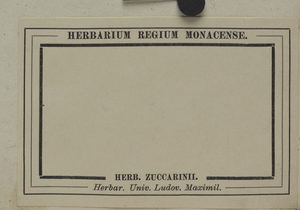 HERBARIUM REGIUM MONACENSE.
HERB. ZUCCARINII.
Herbar. Univ. Ludov. Maximil.